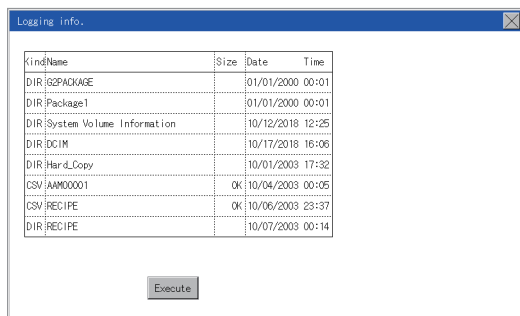 Logging info.
Kind Name Size Date Time
DIR G2PACKAGE 01/01/2000 00:01
DIR Package1 01/01/2000 00:01
DIR System Volume Information 10/12/2018 12:25
DIR DCIM 10/17/2018 16:06
DIR Hard_Copy 10/01/2003 17:32
CSV AAM00001 0K 10/04/2003 00:05
CSV RECIPE 0K 10/06/2003 23:37
DIR RECIPE 10/07/2003 00:14
Execute